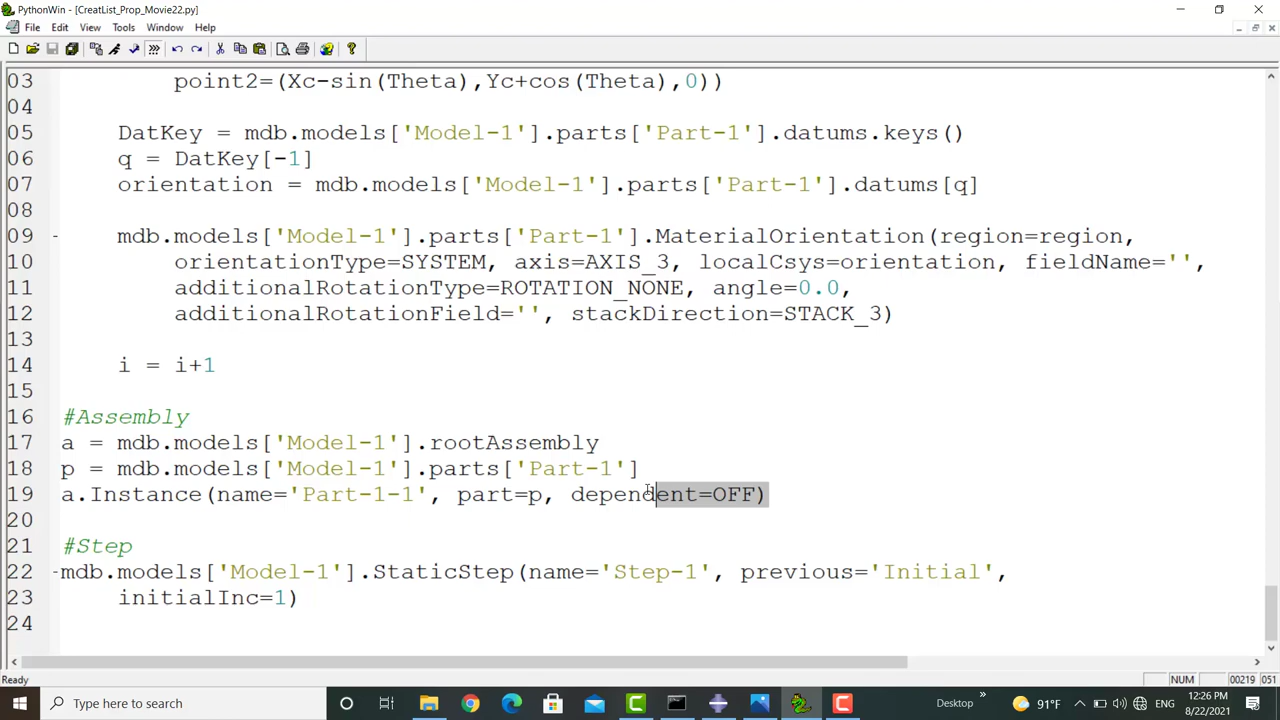 PythonWin - [CreatList_Prop_Movie22.py]
File Edit View Tools Window Help
03 point2=(Xc-sin(Theta),Yc+cos(Theta),0))
04
05 DatKey = mdb.models['Model-1'].parts['Part-1'].datums.keys()
06 q = DatKey[-1]
07 orientation = mdb.models['Model-1'].parts['Part-1'].datums[q]
08
09 mdb.models['Model-1'].parts['Part-1'].MaterialOrientation(region=region,
10 orientationType=SYSTEM, axis=AXIS_3, localCsys=orientation, fieldName='',
11 additionalRotationType=ROTATION_NONE, angle=0.0,
12 additionalRotationField='', stackDirection=STACK_3)
13
14 i = i+1
15
16 #Assembly
17 a = mdb.models['Model-1'].rootAssembly
18 p = mdb.models['Model-1'].parts['Part-1']
19 a.Instance(name='Part-1-1', part=p, dependent=OFF)
20
21 #Step
22 mdb.models['Model-1'].StaticStep(name='Step-1', previous='Initial',
23 initialInc=1)
24
Ready NUM 00219 051
Type here to search Desktop 91°F 12:26 PM
8/22/2021